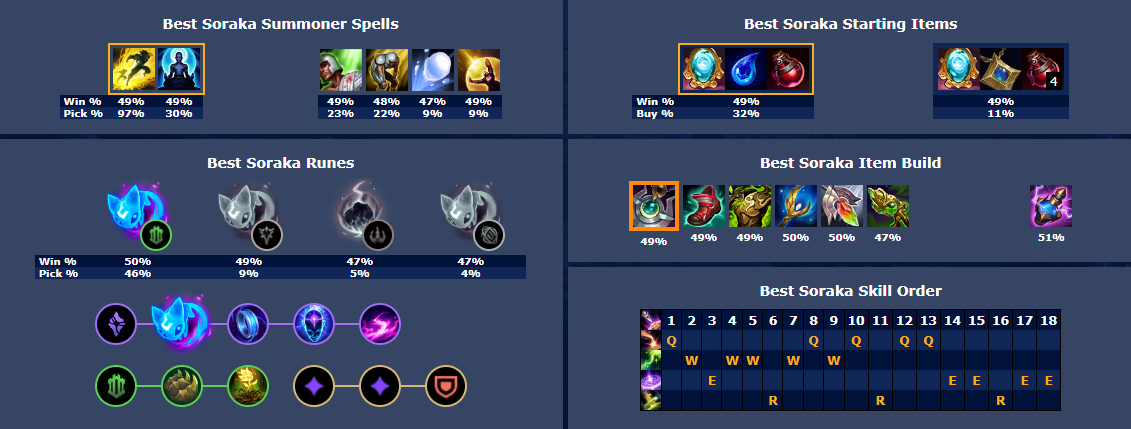 Best Soraka Summoner Spells
Win % 49% 49% 49% 48% 47% 49%
Pick % 97% 30% 23% 22% 9% 9%
Best Soraka Starting Items
4
Win % 49% 49%
Buy % 32% 11%
Best Soraka Runes
Win % 50% 49% 47% 47%
Pick % 46% 9% 5% 4%
Best Soraka Item Build
49% 49% 49% 50% 50% 47% 51%
Best Soraka Skill Order
1 2 3 4 5 6 7 8 9 10 11 12 13 14 15 16 17 18
Q Q Q Q Q
W W W W W
E E E E E
R R R